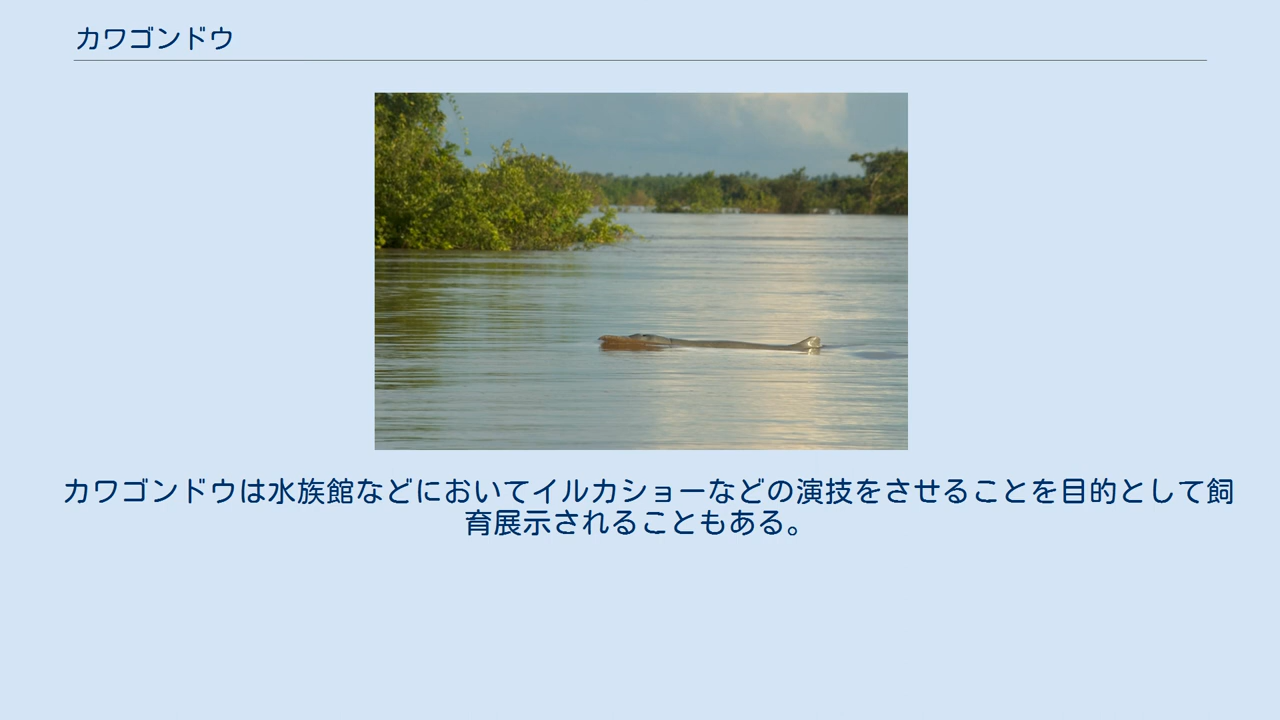 カワゴンドウ
カワゴンドウは水族館などにおいてイルカショーなどの演技をさせることを目的として飼
育展示されることもある。